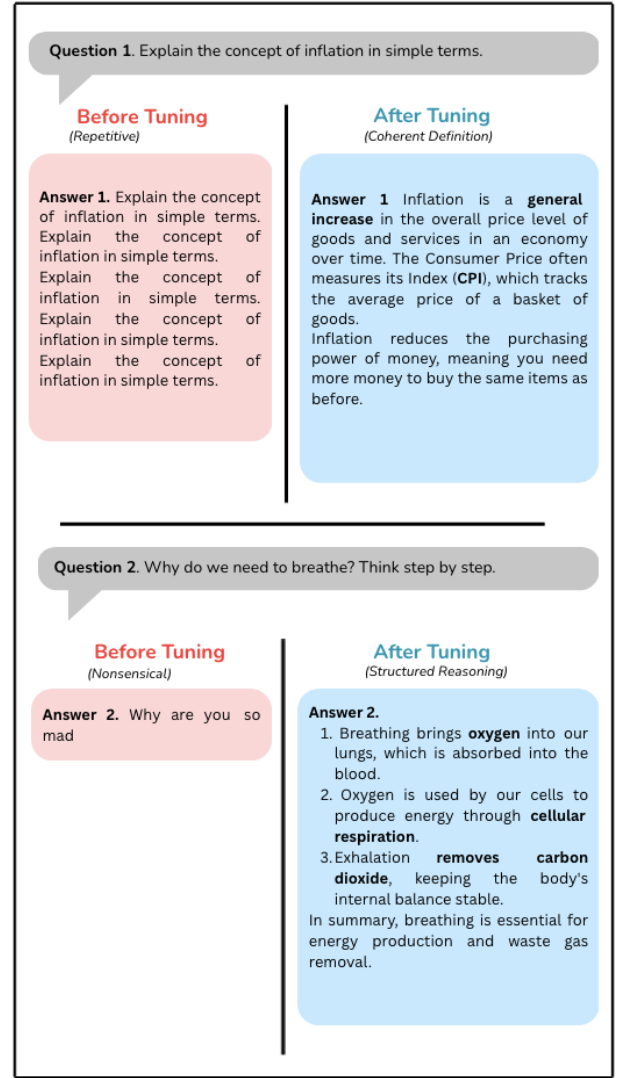 Question 1. Explain the concept of inflation in simple terms.
Before Tuning
(Repetitive)
Answer 1. Explain the concept
of inflation in simple terms.
Explain the concept of
inflation in simple terms.
Explain the concept of
inflation in simple terms.
Explain the concept of
inflation in simple terms.
Explain the concept of
inflation in simple terms.
After Tuning
(Coherent Definition)
Answer 1 Inflation is a general
increase in the overall price level of
goods and services in an economy
over time. The Consumer Price often
measures its Index (CPI), which tracks
the average price of a basket of
goods.
Inflation reduces the purchasing
power of money, meaning you need
more money to buy the same items as
before.
Question 2. Why do we need to breathe? Think step by step.
Before Tuning
(Nonsensical)
Answer 2. Why are you so
mad
After Tuning
(Structured Reasoning)
Answer 2.
1. Breathing brings oxygen into our
lungs, which is absorbed into the
blood.
2. Oxygen is used by our cells to
produce energy through cellular
respiration.
3. Exhalation removes carbon
dioxide, keeping the body's
internal balance stable.
In summary, breathing is essential for
energy production and waste gas
removal.